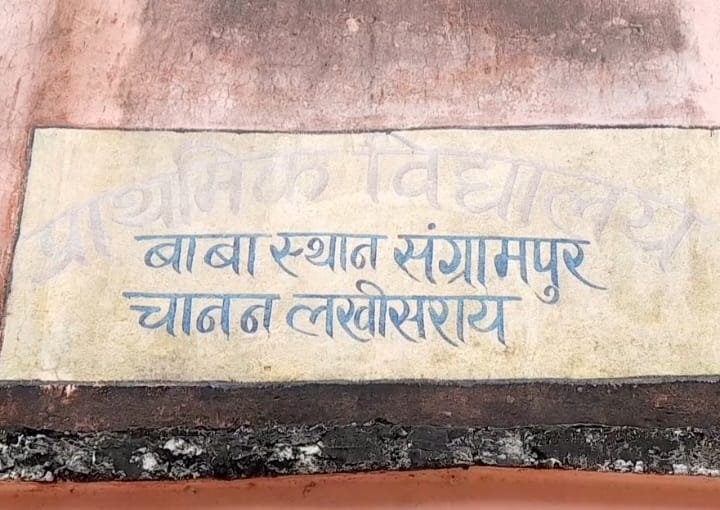 प्राथमिक विद्यालय
बाबा स्थान संग्रामपुर
चानन लखीसराय